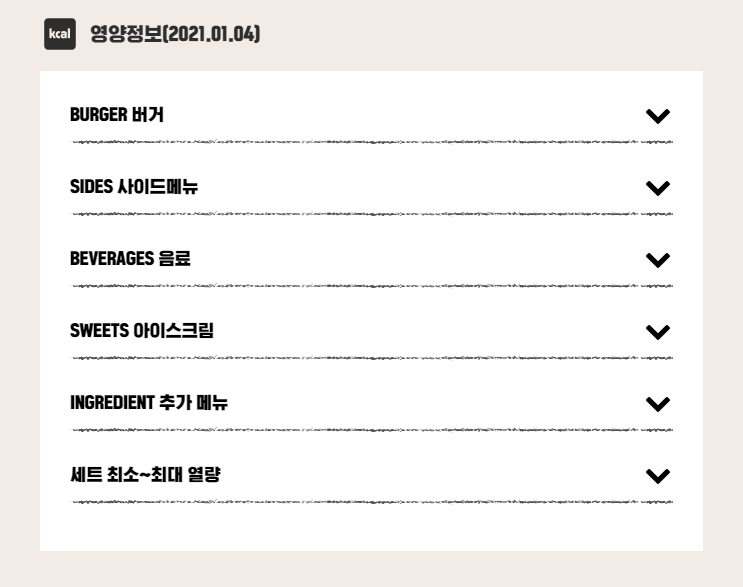 kcal 영양정보(2021.01.04)
BURGER 버거
SIDES 사이드메뉴
BEVERAGES 음료
SWEETS 아이스크림
INGREDIENT 추가 메뉴
세트 최소~최대 열량